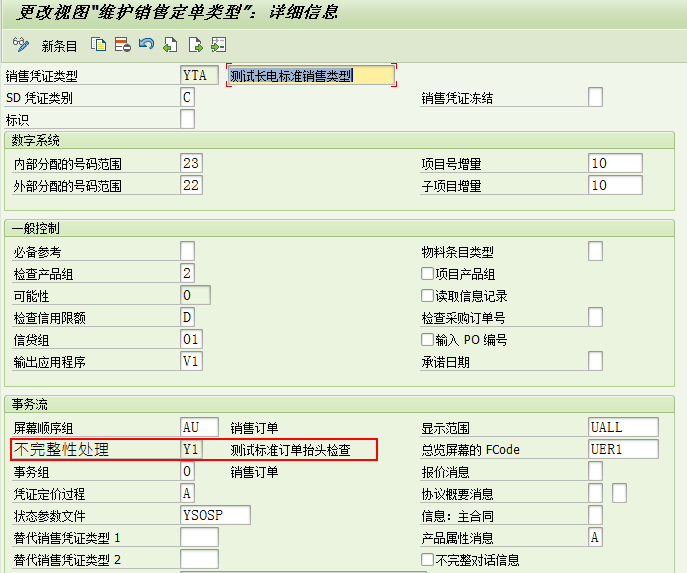 更改视图"维护销售定单类型": 详细信息
新条目
销售凭证类型 YTA 测试长电标准销售类型
SD 凭证类别 C 销售凭证冻结
标识
数字系统
内部分配的号码范围 23 项目号增量 10
外部分配的号码范围 22 子项目增量 10
一般控制
必备参考 物料条目类型
检查产品组 2 项目产品组
可能性 0 读取信息记录
检查信用限额 D 检查采购订单号
信贷组 01 输入 PO 编号
输出应用程序 V1 承诺日期
事务流
屏幕顺序组 AU 销售订单 显示范围 UALL
不完整性处理 Y1 测试标准订单抬头检查 总览屏幕的 FCode UER1
事务组 0 销售订单 报价消息
凭证定价过程 A 协议概要消息
状态参数文件 YSOSP 信息: 主合同
替代销售凭证类型 1 产品属性消息 A
替代销售凭证类型 2 不完整对话信息